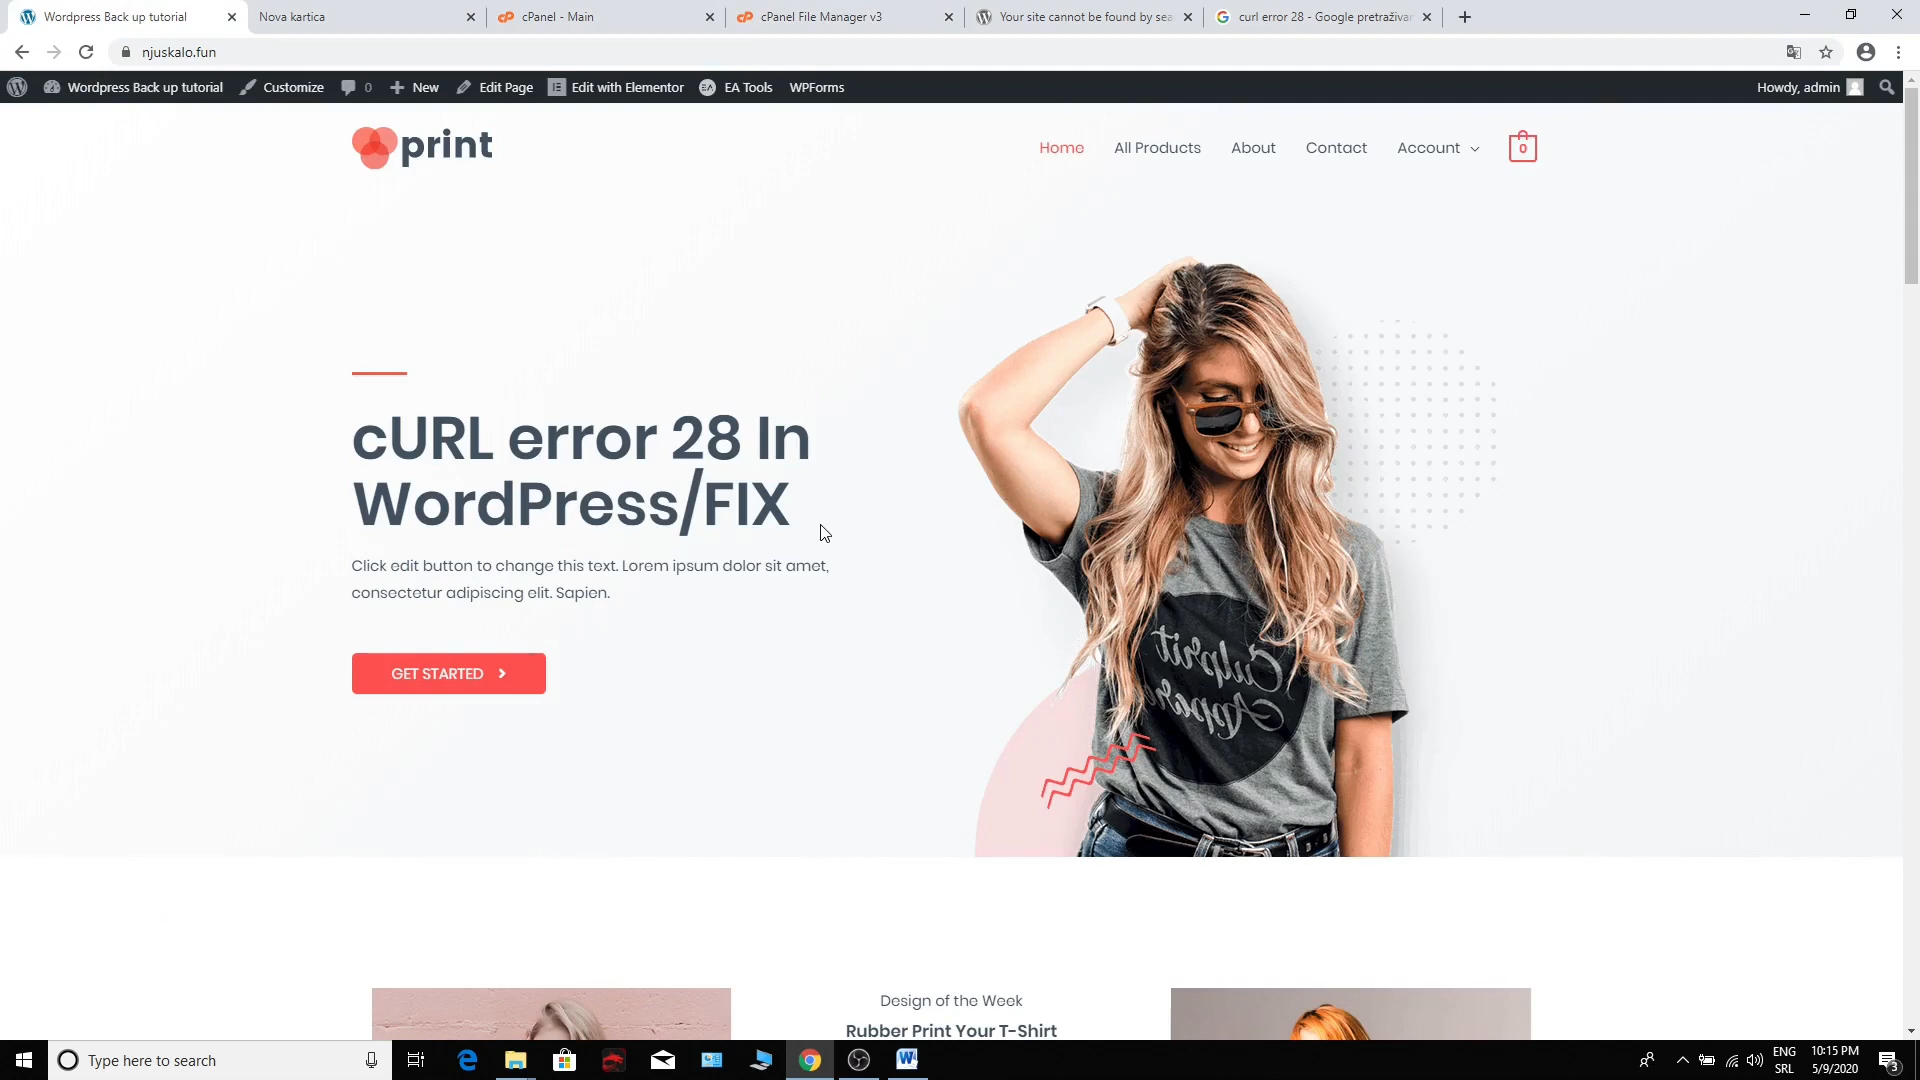 Wordpress Back up tutorial
Nova kartica
cPanel - Main
cPanel File Manager v3
Your site cannot be found by sea
curl error 28 - Google pretraživan
njuskalo.fun
Wordpress Back up tutorial
Customize
0
New
Edit Page
Edit with Elementor
EA Tools
WPForms
Howdy, admin
print
Home
All Products
About
Contact
Account
0
cURL error 28 In
WordPress/FIX
Click edit button to change this text. Lorem ipsum dolor sit amet,
consectetur adipiscing elit. Sapien.
GET STARTED
Culprit
Apparel
Design of the Week
Rubber Print Your T-Shirt
Type here to search
ENG
SRL
10:15 PM
5/9/2020
3